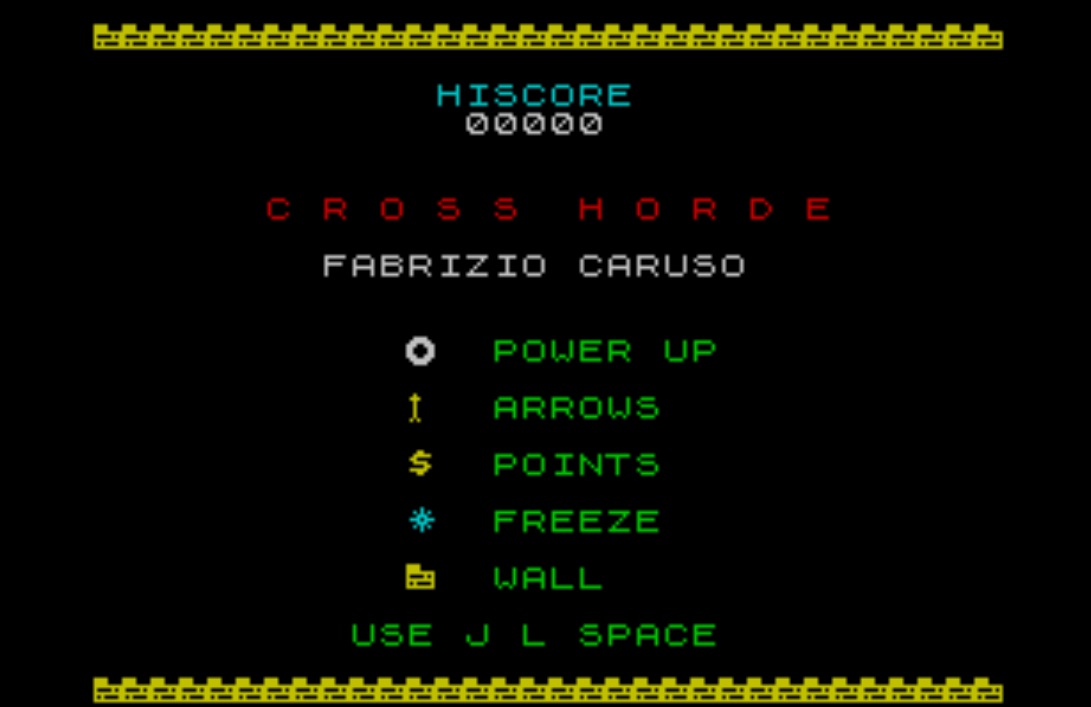 HISCORE
00000
C R O S S  H O R D E
FABRIZIO CARUSO
POWER UP
ARROWS
$ POINTS
FREEZE
WALL
USE J L SPACE